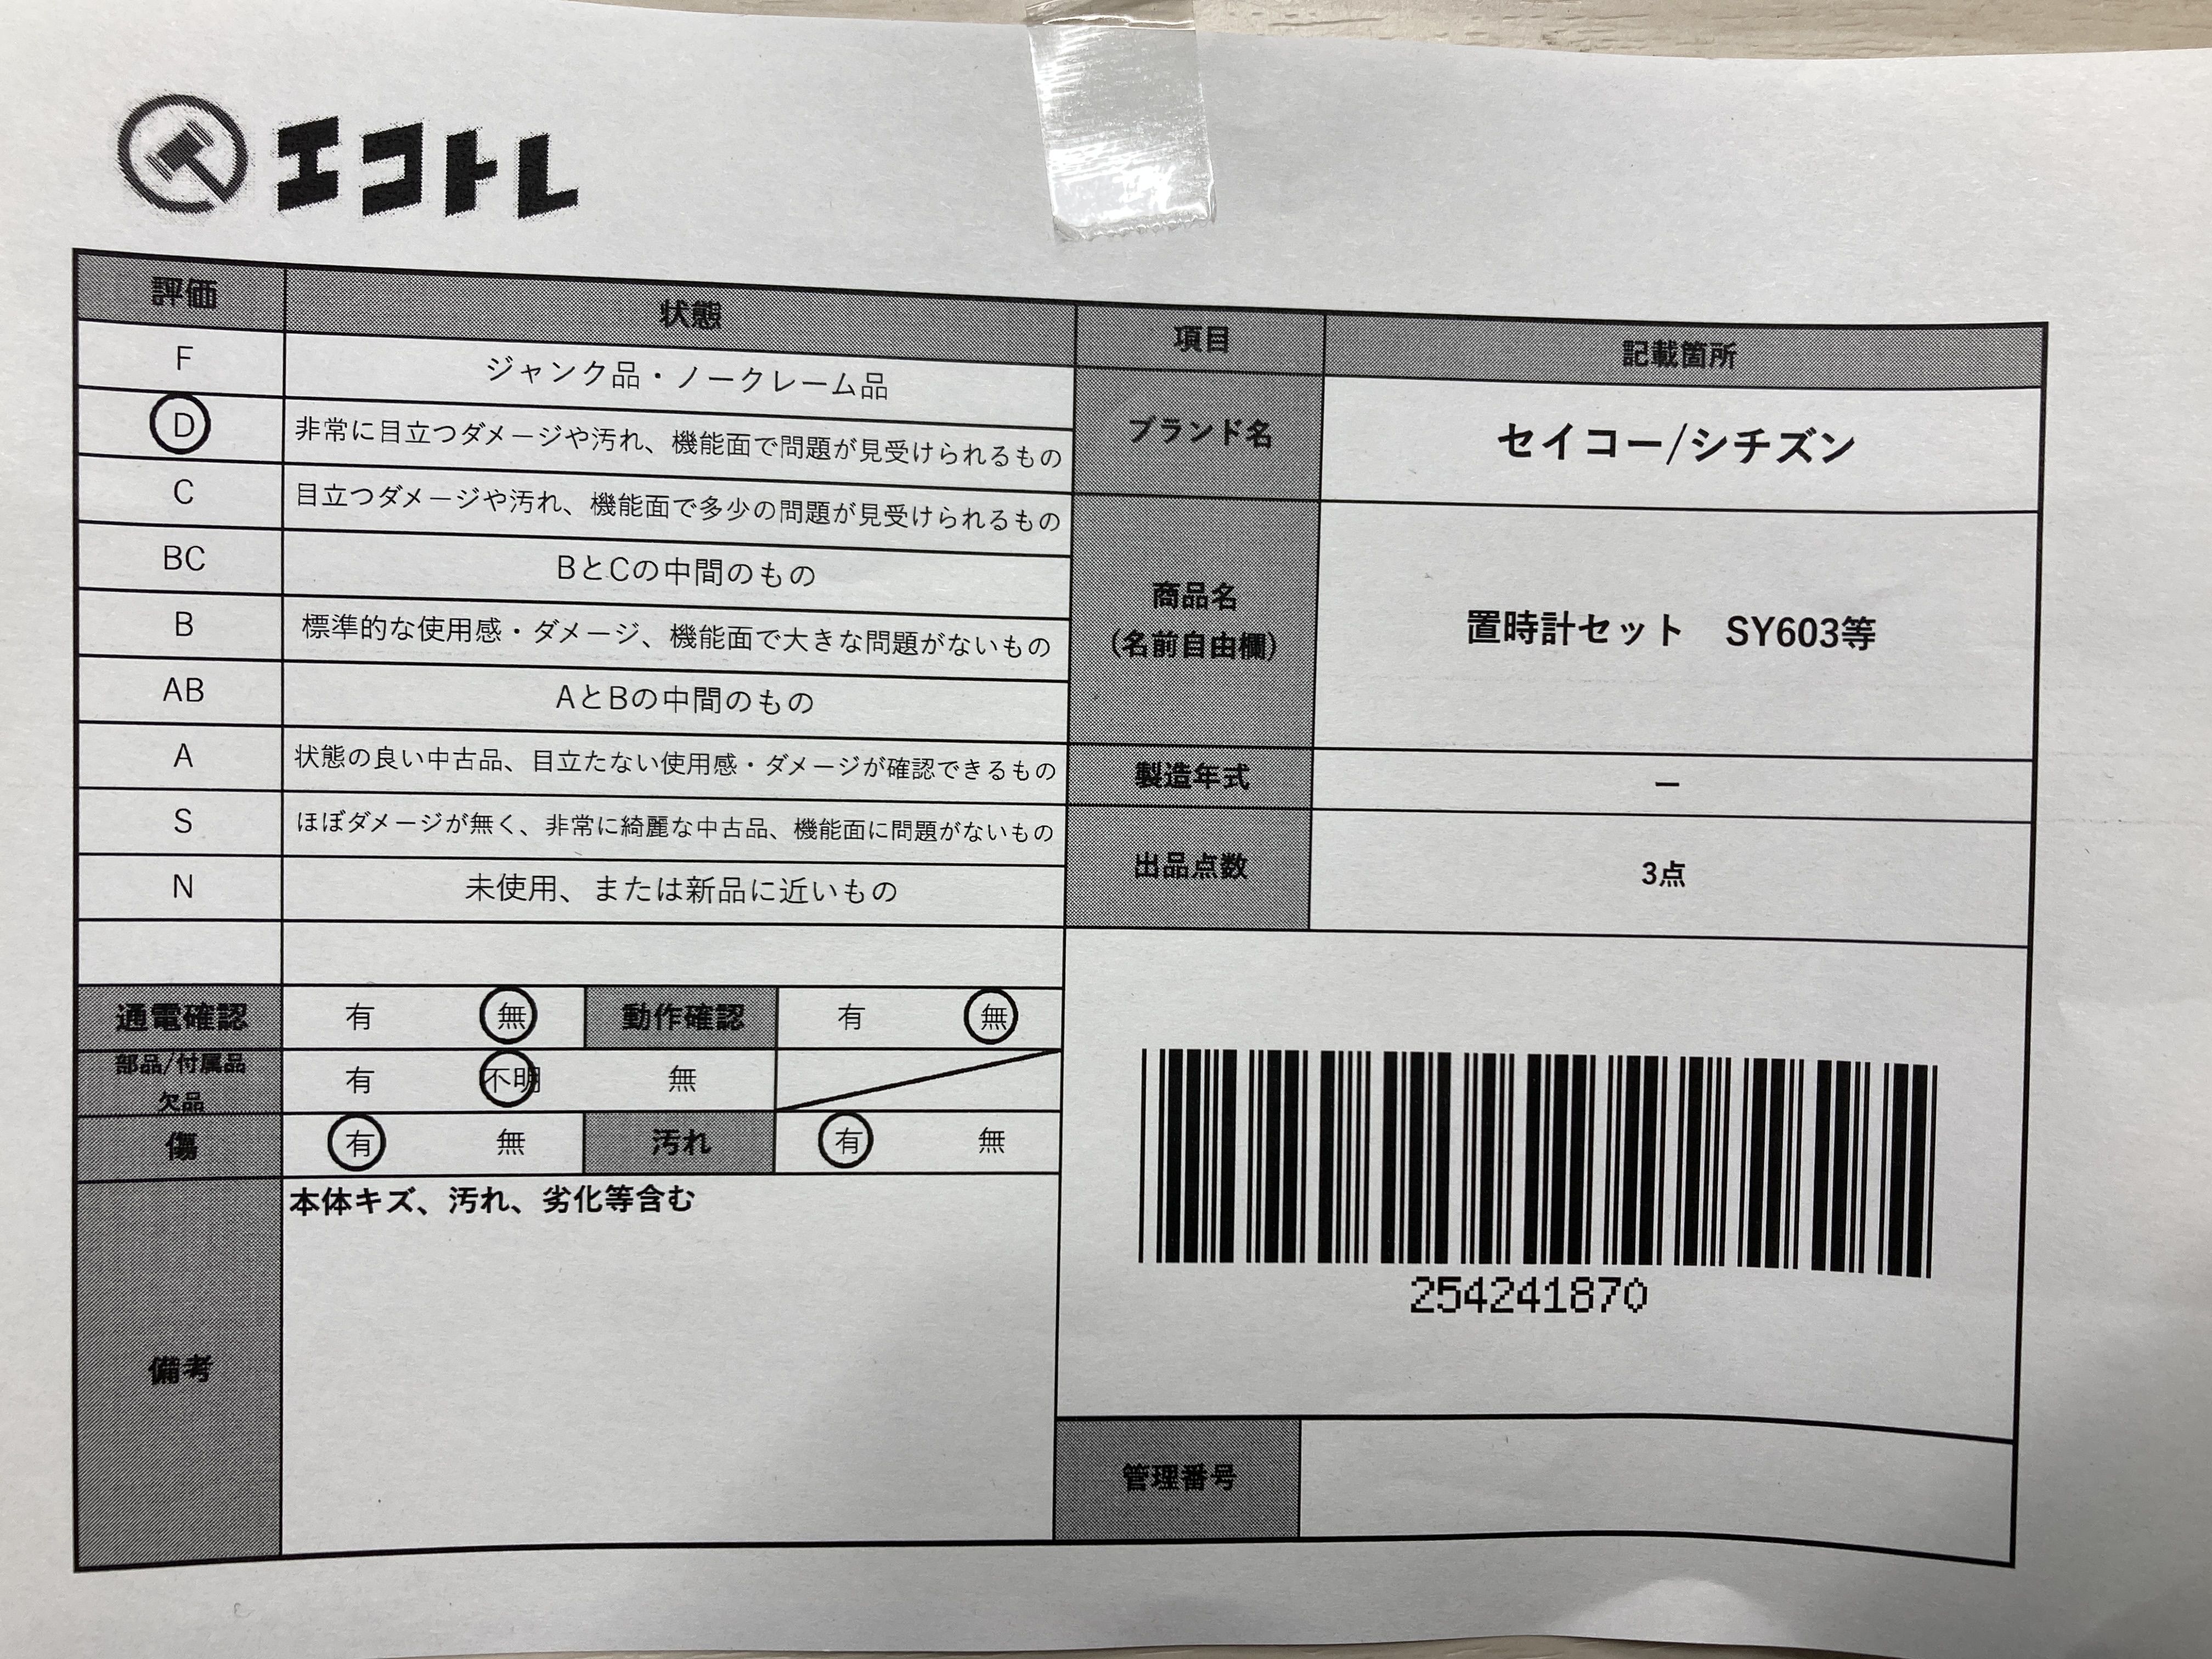 エコトレ
評価 状態
F ジャンク品・ノークレーム品
D 非常に目立つダメージや汚れ、機能面で問題が見受けられるもの
C 目立つダメージや汚れ、機能面で多少の問題が見受けられるもの
BC BとCの中間のもの
B 標準的な使用感・ダメージ、機能面で大きな問題がないもの
AB AとBの中間のもの
A 状態の良い中古品、目立たない使用感・ダメージが確認できるもの
S ほぼダメージが無く、非常に綺麗な中古品、機能面に問題がないもの
N 未使用、または新品に近いもの
通電確認 有 無 動作確認 有 無
部品/付属品
欠品 有 不明 無
傷 有 無 汚れ 有 無
備考 本体キズ、汚れ、劣化等含む
項目 記載箇所
ブランド名 セイコー/シチズン
商品名
(名前自由欄) 置時計セット SY603等
製造年式 ー
出品点数 3点
254241870
管理番号